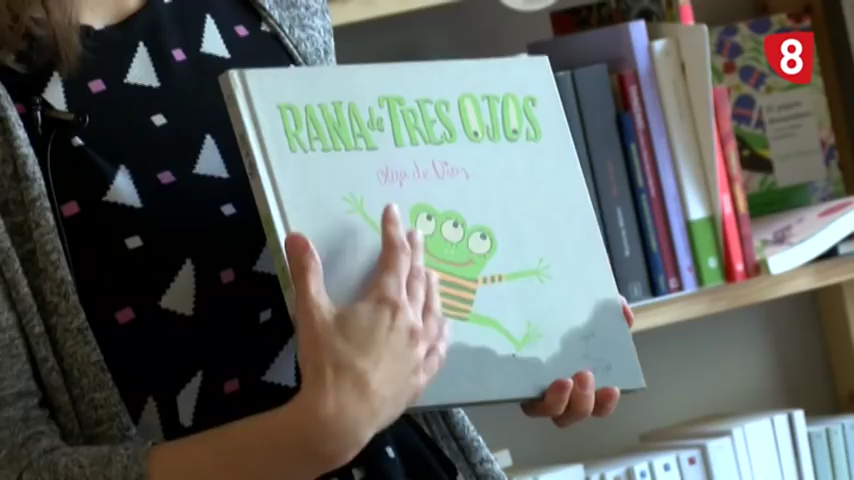 RANA de TRES OJOS
Olga de Dios
8